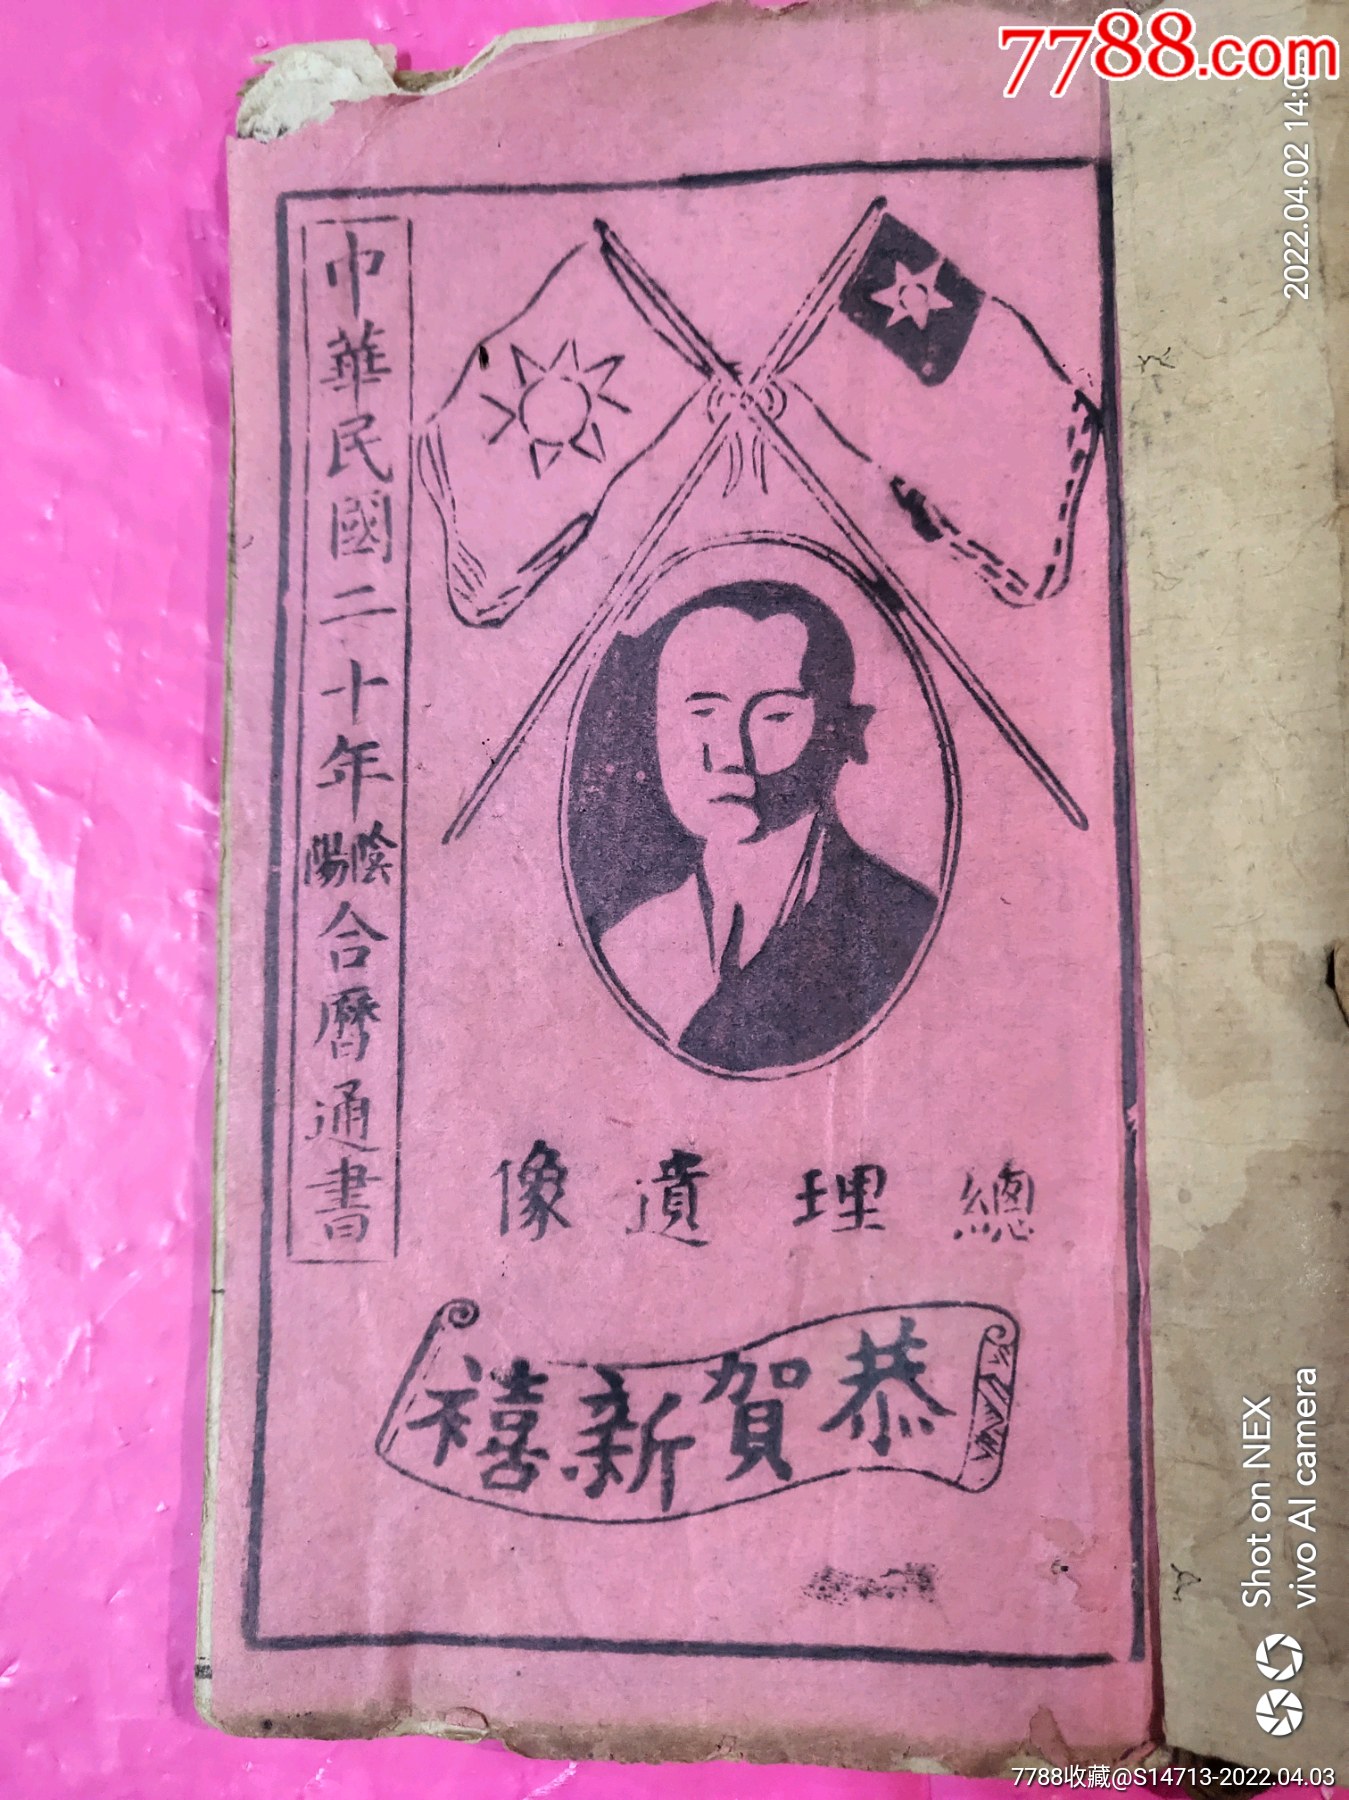 7788.com
2022.04.02 14:0
中華民國二十年陰陽合曆通書
總理遺像
恭賀新禧
Shot on NEX
vivo AI camera
7788收藏@S14713-2022.04.03